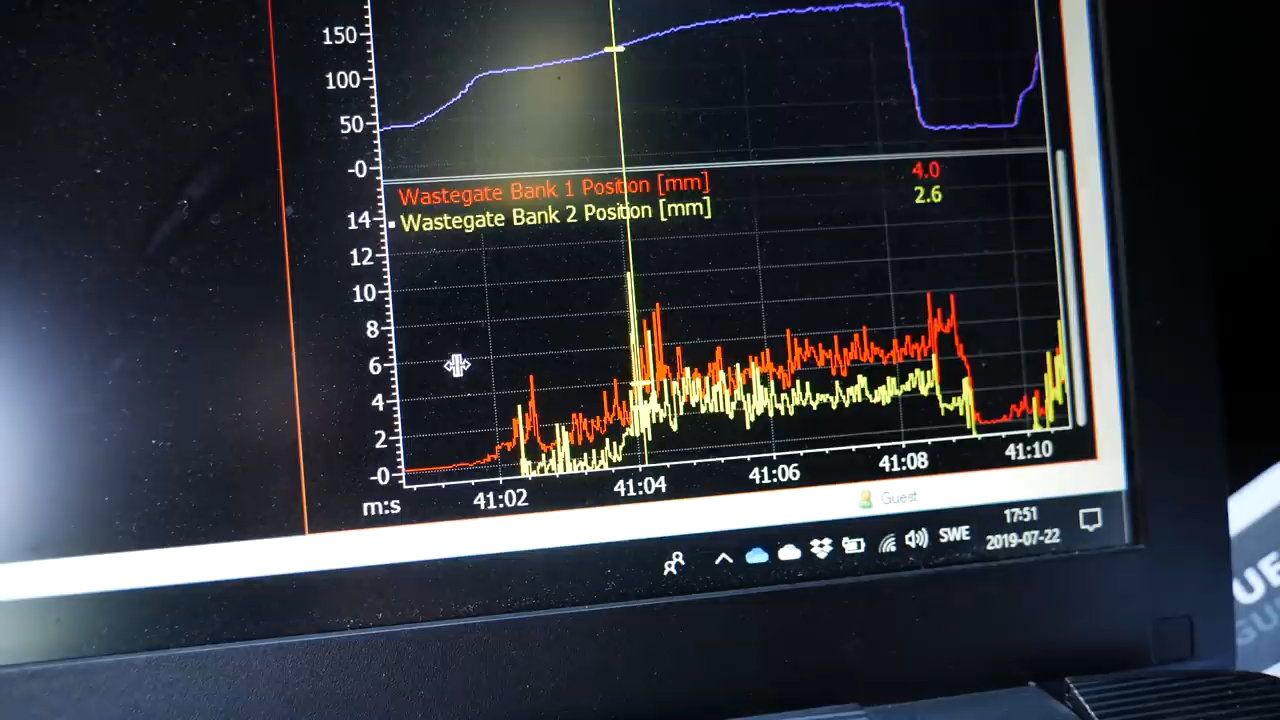 150
100
50
-0
Wastegate Bank 1 Position [mm] 4.0
Wastegate Bank 2 Position [mm] 2.6
14
12
10
8
6
4
2
-0
m:s 41:02 41:04 41:06 41:08 41:10
Guest
SWE
17:51
2019-07-22